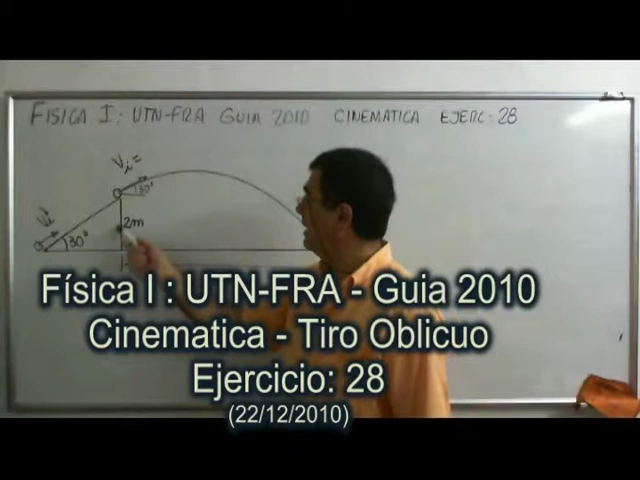 FISICA I: UTN-FRA GUIA 2010 CINEMATICA EJERC: 28
Vi=
30°
2m
Vi
30°
Física I : UTN-FRA - Guia 2010
Cinematica - Tiro Oblicuo
Ejercicio: 28
(22/12/2010)